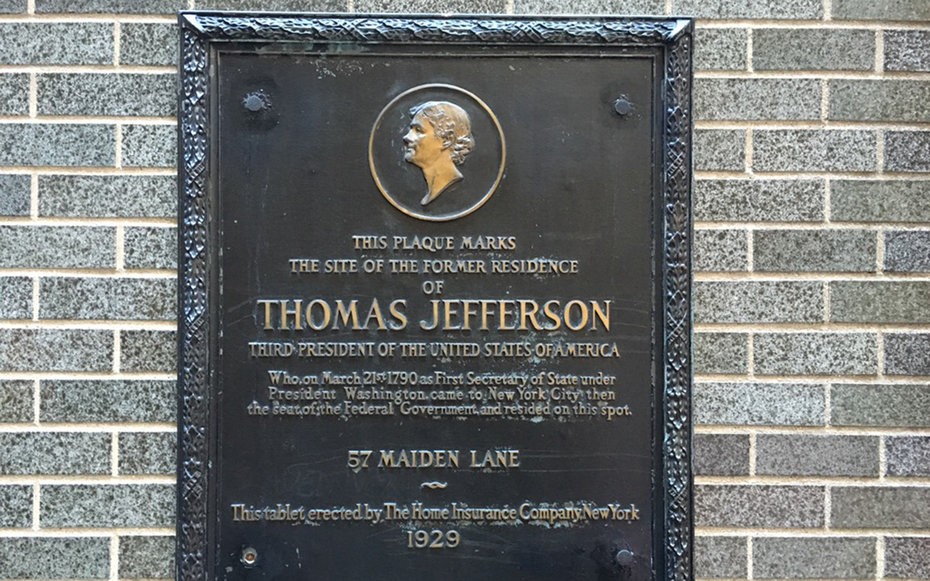 THIS PLAQUE MARKS
THE SITE OF THE FORMER RESIDENCE
OF
THOMAS JEFFERSON
THIRD PRESIDENT OF THE UNITED STATES OF AMERICA
Who, on March 21st 1790 as First Secretary of State under
President Washington came to New York City then
the seat of the Federal Government and resided on this spot.
57 MAIDEN LANE
This tablet erected by The Home Insurance Company, New York
1929